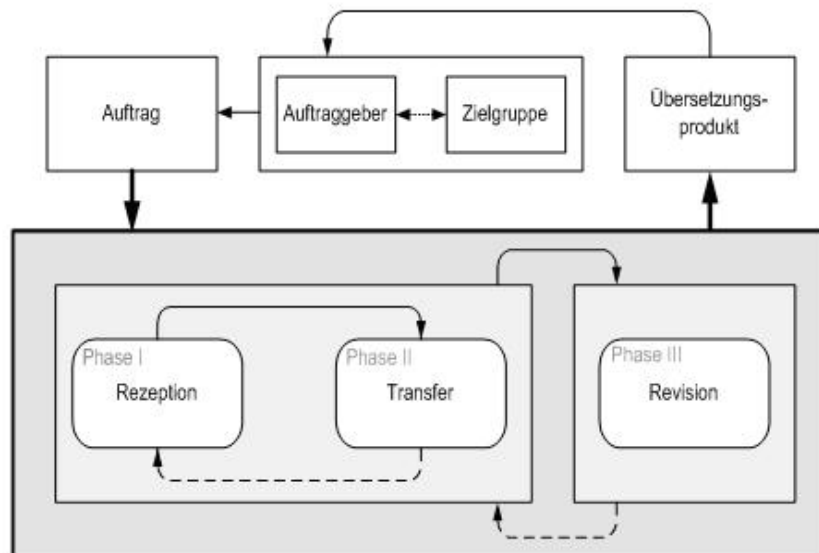 Auftrag
Auftraggeber
Zielgruppe
Übersetzungs-
produkt
Phase I
Rezeption
Phase II
Transfer
Phase III
Revision